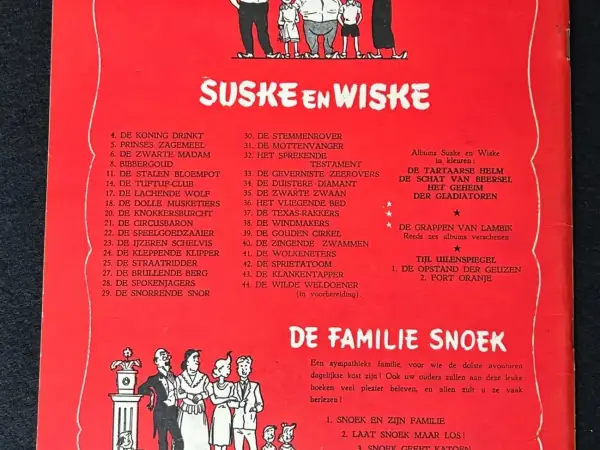 SUSKE EN WISKE
4. DE KONING DRINKT
5. PRINSES ZAGEMEEL
6. DE ZWARTE MADAM
8. BIBBERGOUD
11. DE STALEN BLOEMPOT
14. DE TUFTUF-CLUB
17. DE LACHENDE WOLF
18. DE DOLLE MUSKETIERS
20. DE KNOKKERSBURCHT
21. DE CIRCUSBARON
22. DE SPEELGOEDZAAIER
23. DE IJZEREN SCHELVIS
24. DE KLEPPENDE KLIPPER
25. DE STRAATRIDDER
27. DE BRULLENDE BERG
28. DE SPOKENJAGERS
29. DE SNORRENDE SNOR
30. DE STEMMENROVER
31. DE MOTTENVANGER
32. HET SPREKENDE
TESTAMENT
33. DE GEVERNISTE ZEEROVERS
34. DE DUISTERE DIAMANT
35. DE ZWARTE ZWAAN
36. HET VLIEGENDE BED
37. DE TEXAS-RAKKERS
38. DE WINDMAKERS
39. DE GOUDEN CIRKEL
40. DE ZINGENDE ZWAMMEN
41. DE WOLKENETERS
42. DE SPRIETATOOM
43. DE KLANKENTAPPER
44. DE WILDE WELDOENER
(in voorbereiding)
Albums Suske en Wiske
in kleuren:
DE TARTAARSE HELM
DE SCHAT VAN BEERSEL
HET GEHEIM
DER GLADIATOREN
DE GRAPPEN VAN LAMBIK
Reeds zes albums verschenen
TIJL UILENSPIEGEL
1. DE OPSTAND DER GEUZEN
2. FORT ORANJE
DE FAMILIE SNOEK
Een sympathieke familie, voor wie de dolste avonturen
dagelijkse kost zijn! Ook uw ouders zullen aan deze leuke
boeken veel plezier beleven, en allen zult u ze vaak
herlezen!
1. SNOEK EN ZIJN FAMILIE
2. LAAT SNOEK MAAR LOS!
3. SNOEK GEEFT KATOEN